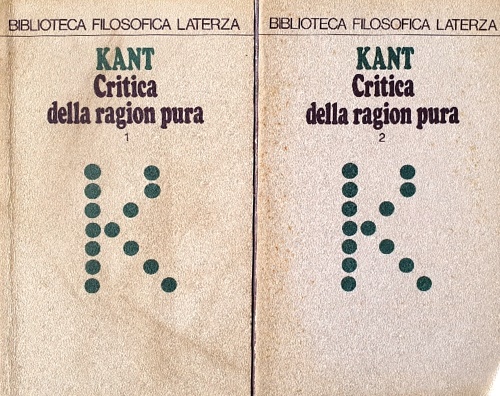 BIBLIOTECA FILOSOFICA LATERZA
KANT
Critica
della ragion pura
1
BIBLIOTECA FILOSOFICA LATERZA
KANT
Critica
della ragion pura
2
K
K